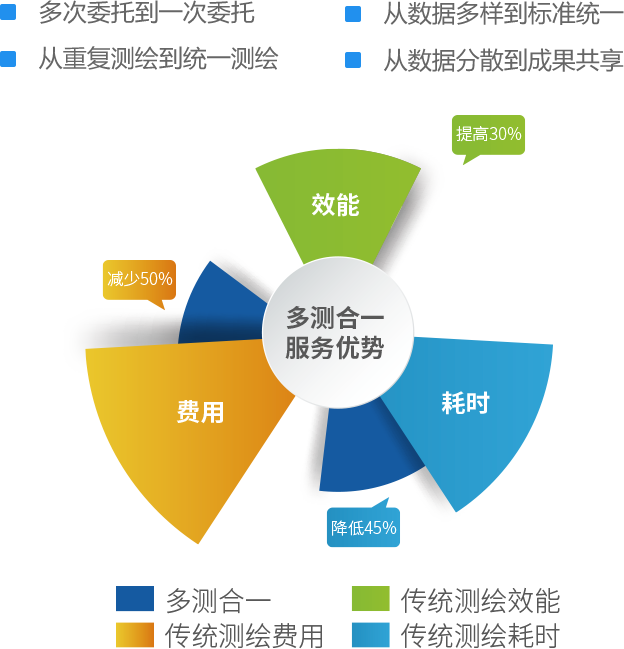 多次委托到一次委托
从数据多样到标准统一
从重复测绘到统一测绘
从数据分散到成果共享
提高30%
效能
减少50%
多测合一
服务优势
费用
耗时
降低45%
多测合一
传统测绘效能
传统测绘费用
传统测绘耗时